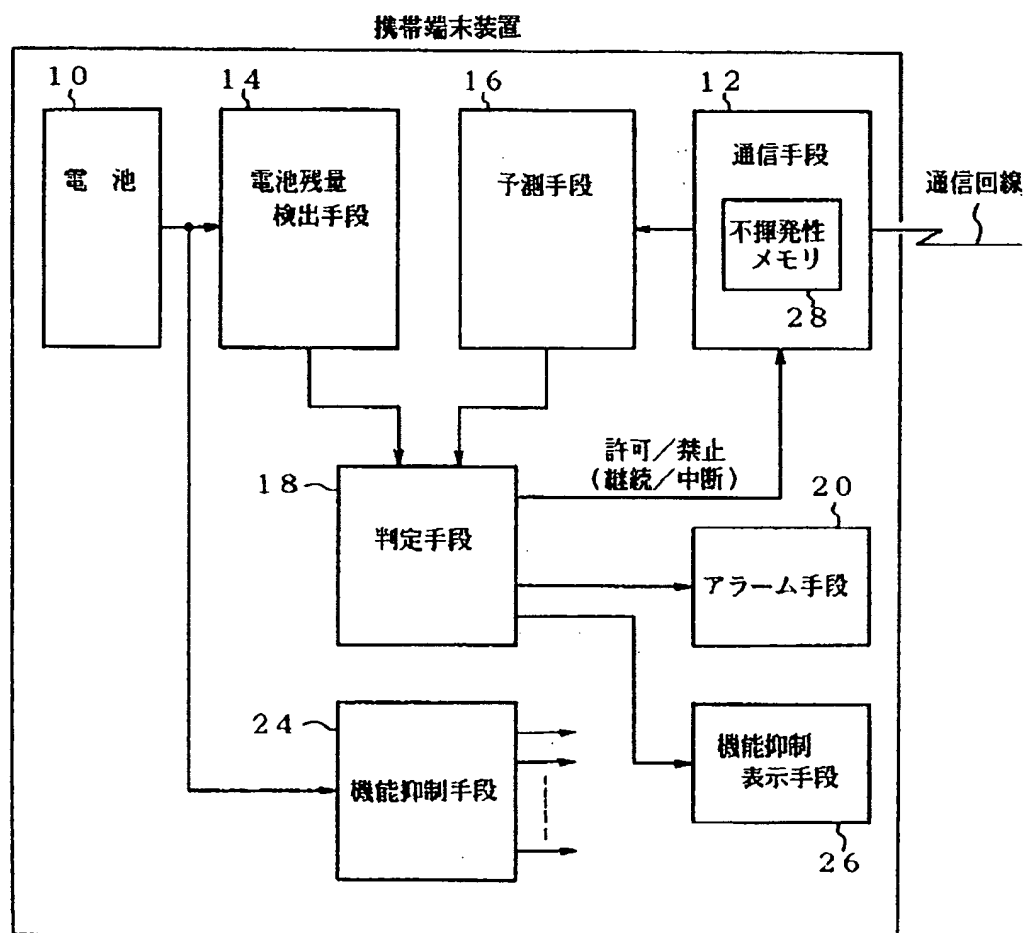 携帯端末装置
10
14
16
12
電 池
電池残量
検出手段
予測手段
通信手段
不揮発性
メモリ
28
通信回線
許可/禁止
(継続/中断)
18
判定手段
20
アラーム手段
24
機能抑制手段
機能抑制
表示手段
26